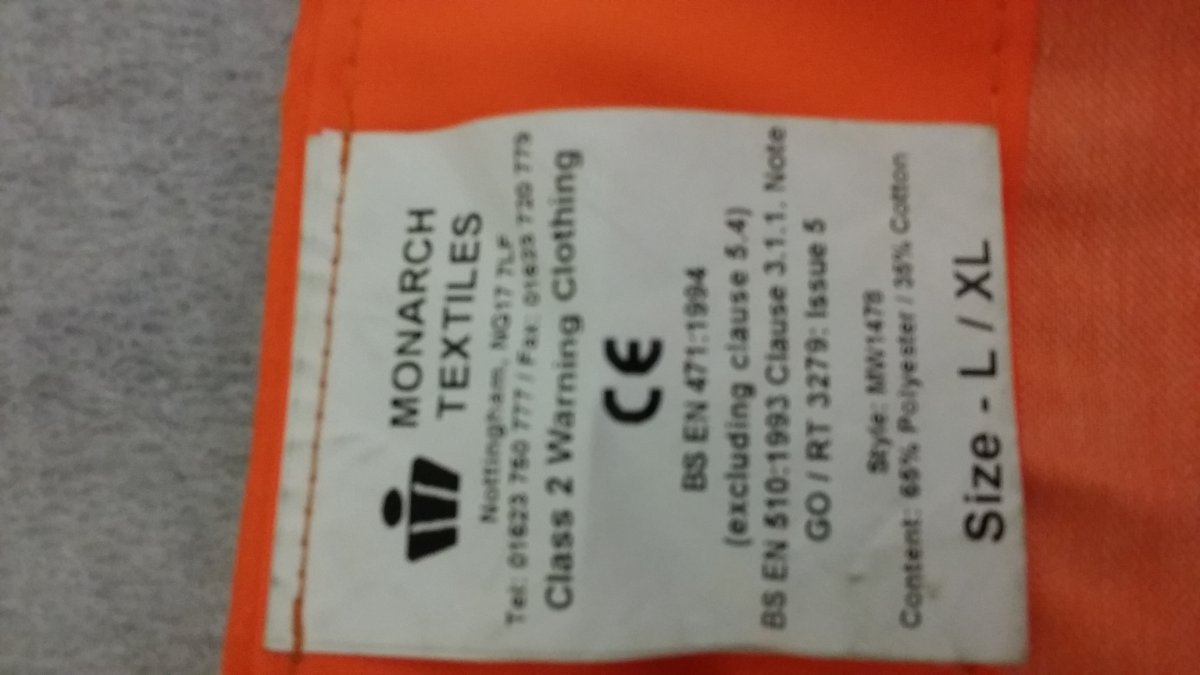 MONARCH
TEXTILES
Nottingham, NG17 7LF
Tel: 01623 750 777 / Fax: 01623 720 773
Class 2 Warning Clothing
CE
BS EN 471:1994
(excluding clause 5.4)
BS EN 510:1993 Clause 3.1.1. Note
GO / RT 3279: Issue 5
Style: MW1478
Content: 65% Polyester / 35% Cotton
Size - L / XL